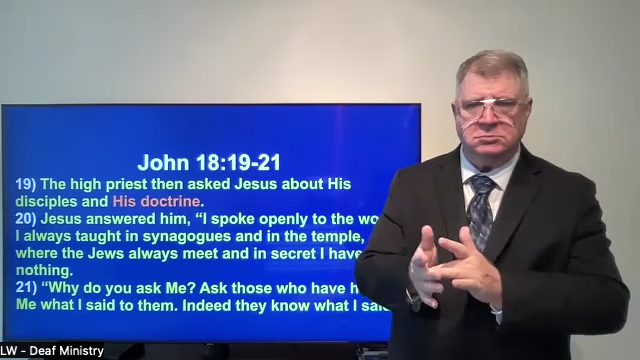 John 18:19-21
19) The high priest then asked Jesus about His
disciples and His doctrine.
20) Jesus answered him, “I spoke openly to the
I always taught in synagogues and in the temple,
where the Jews always meet and in secret I have
nothing.
21) “Why do you ask Me? Ask those who have
Me what I said to them. Indeed they know what I
LW - Deaf Ministry